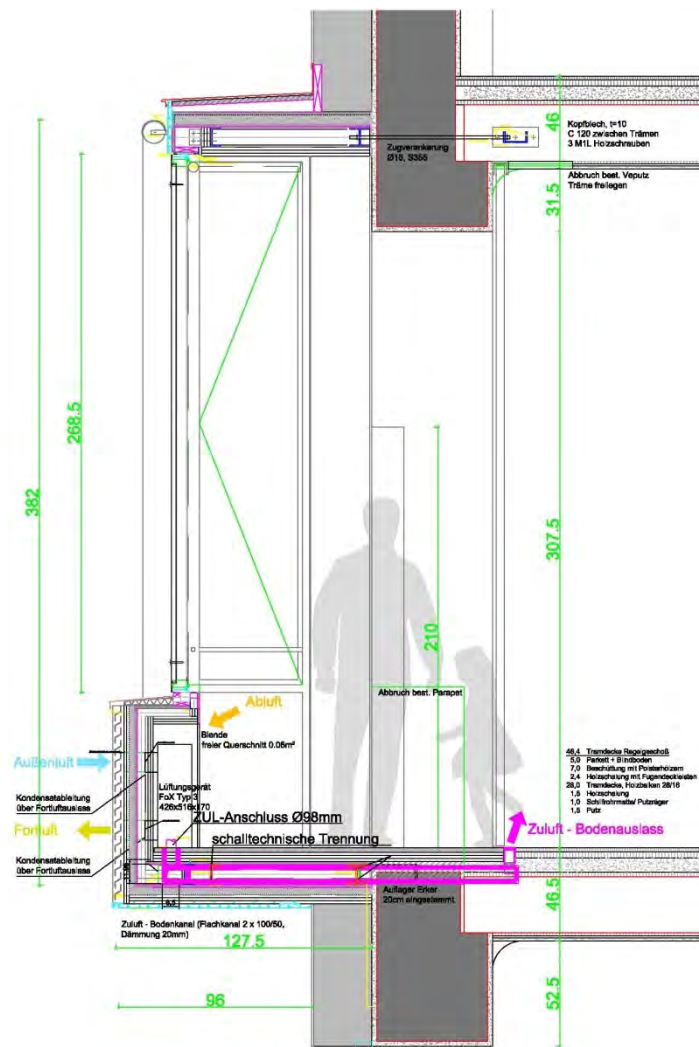 46
Kopfblech, t=10
C 120 zwischen Trämen
3 M1L Holzschrauben
Zugverankerung
Ø16, S355
Abbruch best. Veputz
Träme freilegen
31.5
268.5
382
307.5
210
Abbruch best. Parapet
Abluft
Blende
freier Querschnitt 0.06m²
Außenluft
Lüftungsgerät
FoX Typ 3
426x516x170
Kondensatableitung
über Fortluftauslass
ZUL-Anschluss Ø98mm
Fortluft
schalltechnische Trennung
Kondensatableitung
über Fortluftauslass
46,4 Tramdecke Regelgeschoß
5,0 Parkett + Blindboden
7,0 Beschüttung mit Polsterhölzern
2,4 Holzschalung mit Fugendeckleisten
28,0 Tramdecke, Holzbalken 28/16
1,5 Holzschalung
1,0 Schilfrohrmatte/ Putzräger
1,5 Putz
Zuluft - Bodenauslass
Auflager Erker
20cm eingestemmt
8,5
46.5
Zuluft - Bodenkanal (Flachkanal 2 x 100/50,
Dämmung 20mm)
127.5
96
52.5